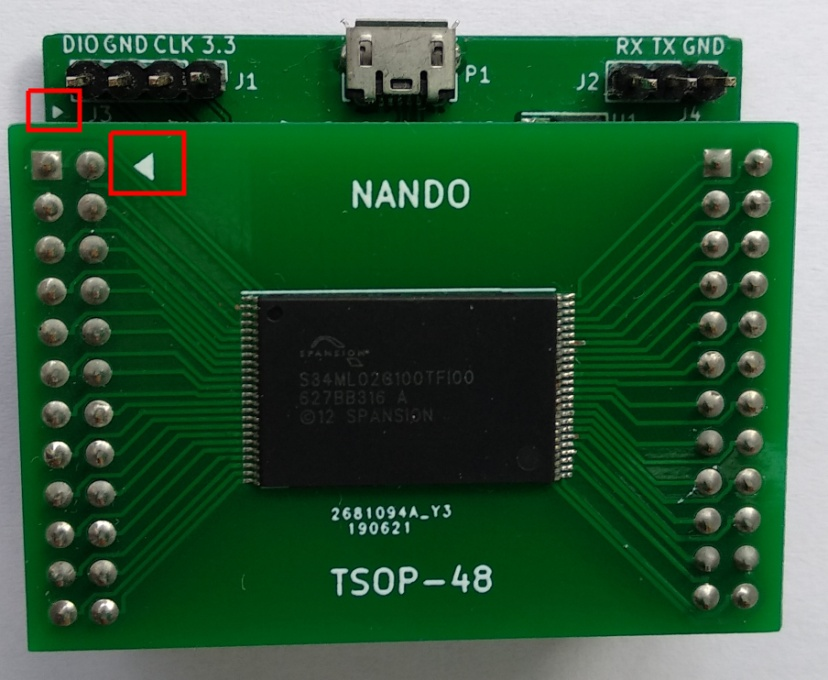 DIO GND CLK 3.3
J1
P1
RX TX GND
J2
J3
U1
J4
NANDO
SPANSION
S34ML02G100TFI00
627BB316 A
©12 SPANSION
2681094A_Y3
190621
TSOP-48